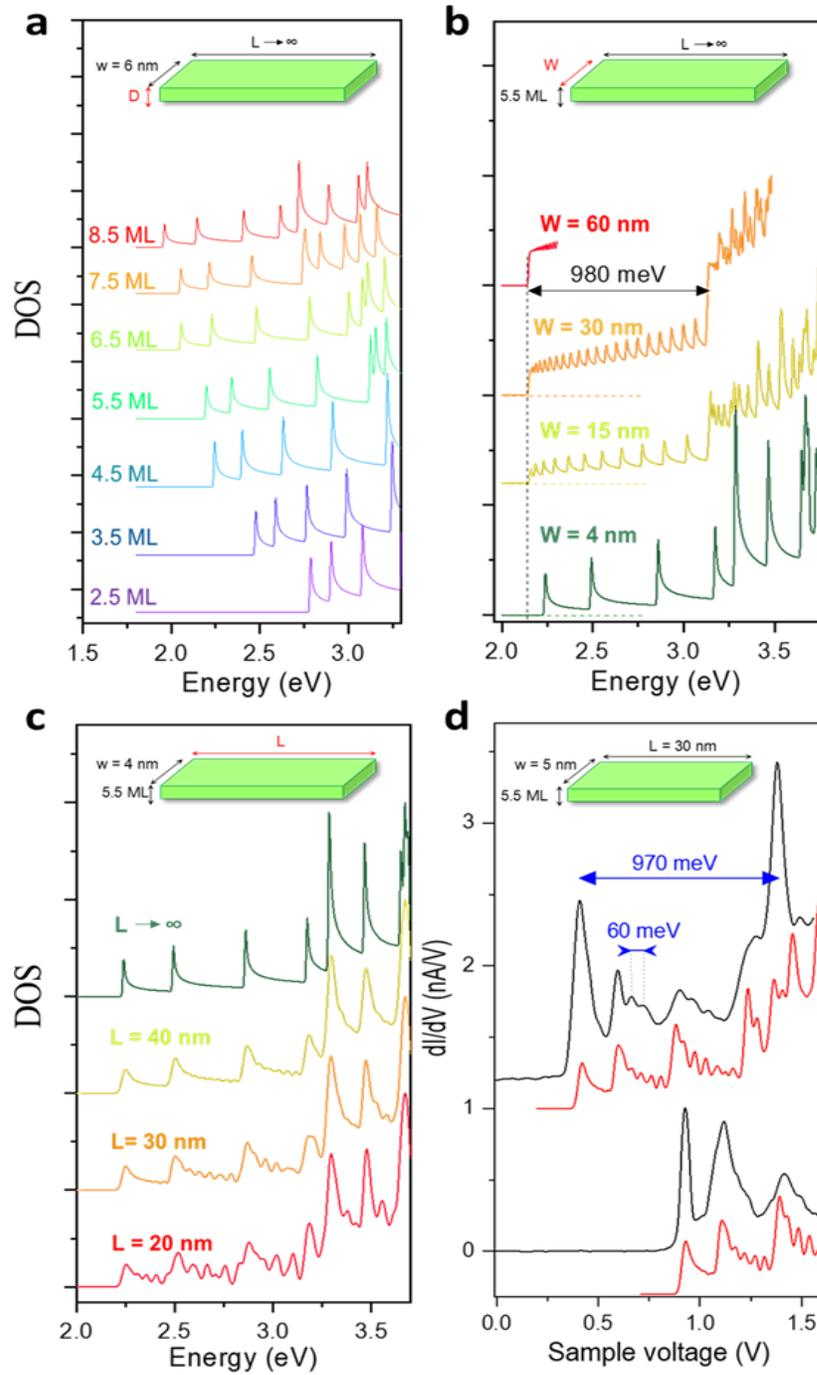 a
L → ∞
w = 6 nm
D
8.5 ML
7.5 ML
6.5 ML
5.5 ML
4.5 ML
3.5 ML
2.5 ML
DOS
1.5 2.0 2.5 3.0
Energy (eV)
b
L → ∞
W
5.5 ML
W = 60 nm
980 meV
W = 30 nm
W = 15 nm
W = 4 nm
2.0 2.5 3.0 3.5
Energy (eV)
c
L
w = 4 nm
5.5 ML
L → ∞
L = 40 nm
L= 30 nm
L = 20 nm
DOS
2.0 2.5 3.0 3.5
Energy (eV)
d
L = 30 nm
w = 5 nm
5.5 ML
3
970 meV
60 meV
2
dI/dV (nA/V)
1
0
0.0 0.5 1.0 1.5
Sample voltage (V)